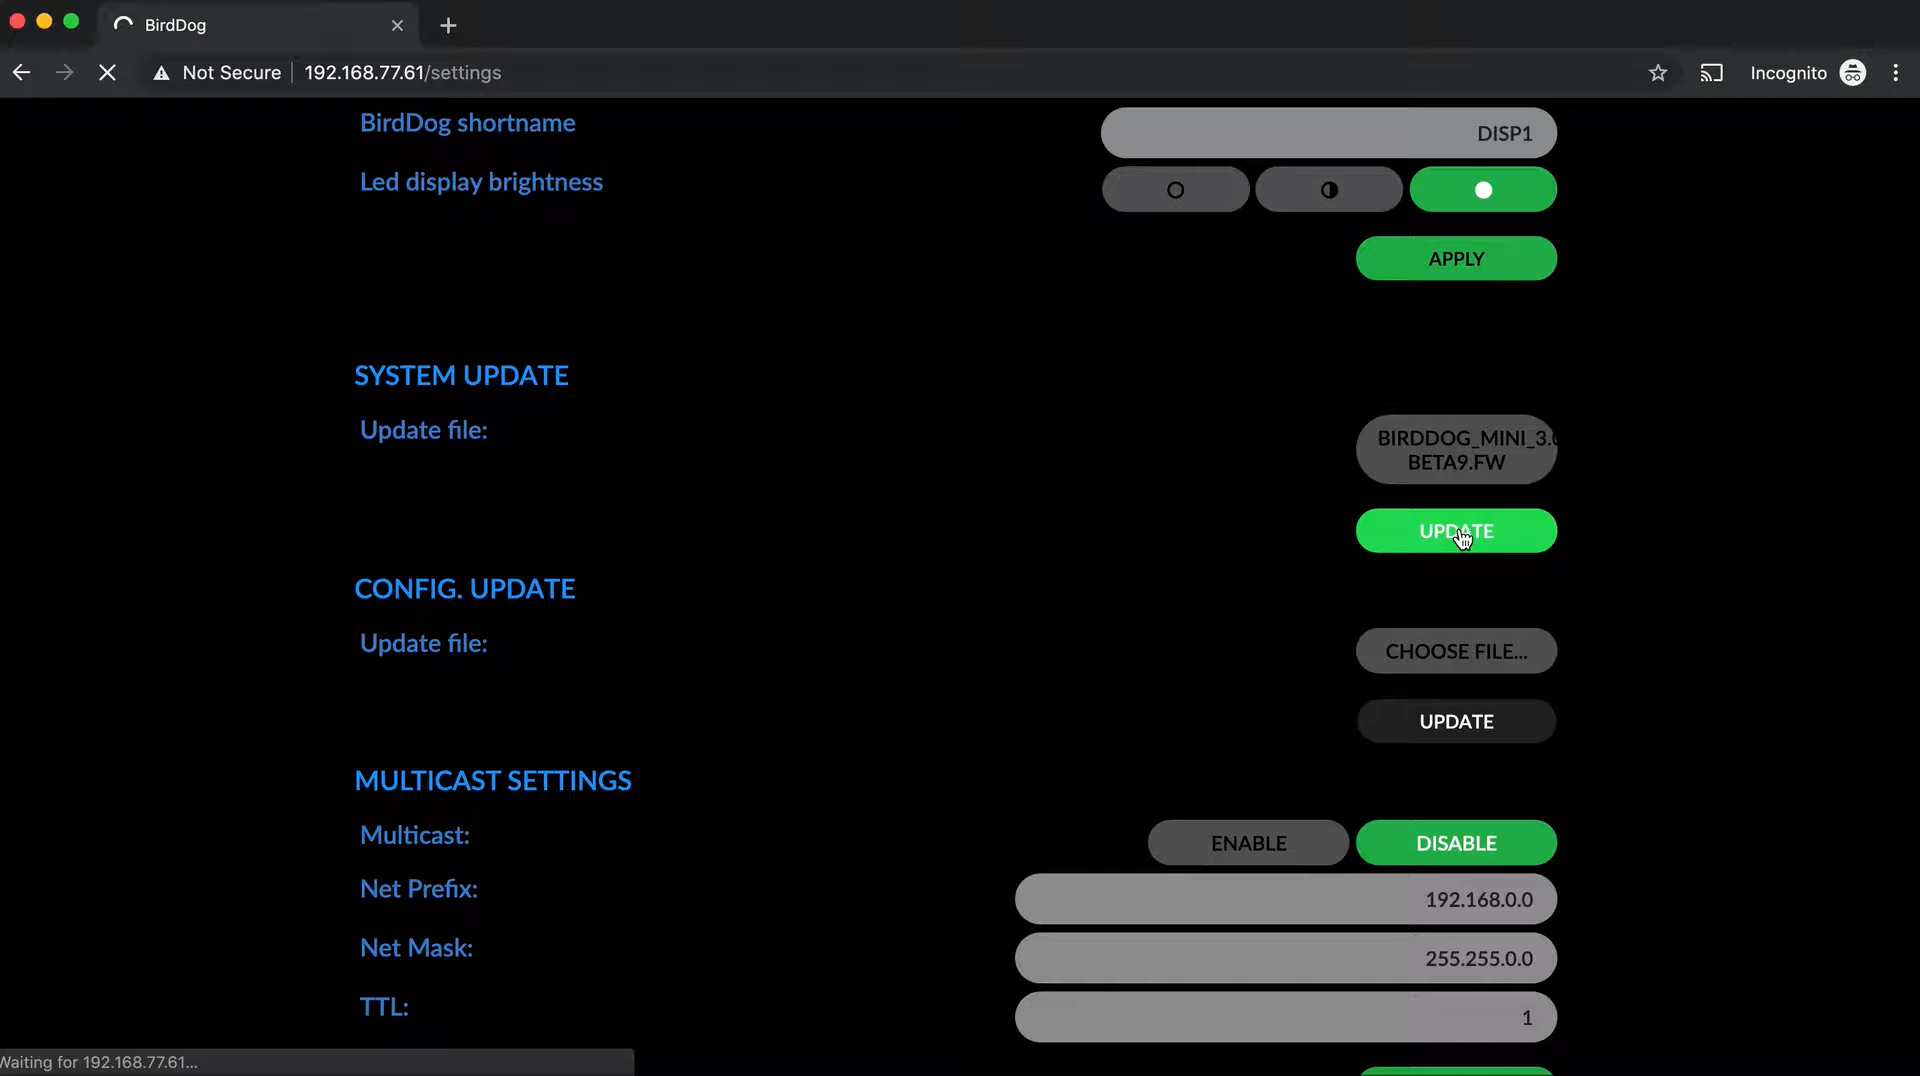 BirdDog
Not Secure
192.168.77.61/settings
Incognito
BirdDog shortname
DISP1
Led display brightness
APPLY
SYSTEM UPDATE
Update file:
BIRDDOG_MINI_3.0
BETA9.FW
UPDATE
CONFIG. UPDATE
Update file:
CHOOSE FILE...
UPDATE
MULTICAST SETTINGS
Multicast:
ENABLE
DISABLE
Net Prefix:
192.168.0.0
Net Mask:
255.255.0.0
TTL:
1
Waiting for 192.168.77.61...